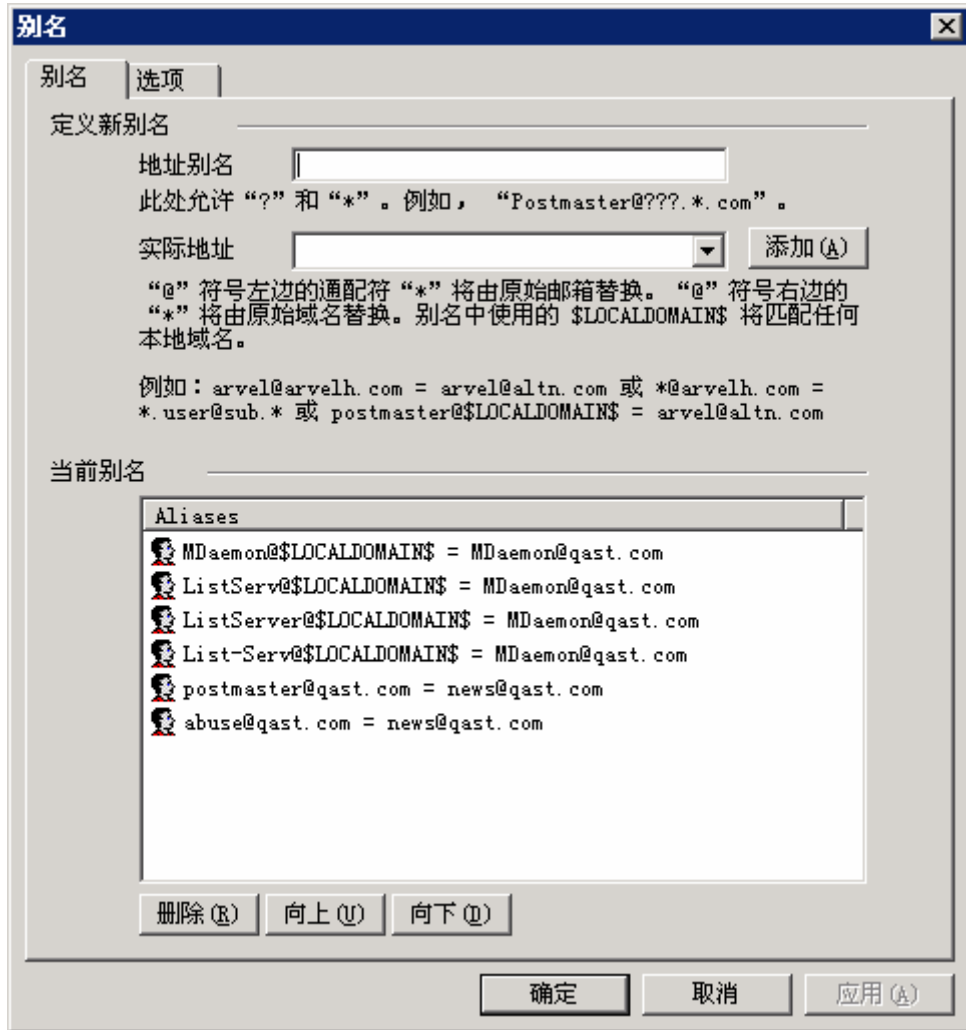 别名
别名 选项
定义新别名
地址别名
此处允许“?”和“*”。例如， “Postmaster@???.*.com”。
实际地址 添加(A)
“@”符号左边的通配符“*”将由原始邮箱替换。“@”符号右边的
“*”将由原始域名替换。别名中使用的 $LOCALDOMAIN$ 将匹配任何
本地域名。
例如：arvel@arvelh.com = arvel@altn.com 或 *@arvelh.com =
*.user@sub.* 或 postmaster@$LOCALDOMAIN$ = arvel@altn.com
当前别名
Aliases
MDaemon@$LOCALDOMAIN$ = MDaemon@qast.com
ListServ@$LOCALDOMAIN$ = MDaemon@qast.com
ListServer@$LOCALDOMAIN$ = MDaemon@qast.com
List-Serv@$LOCALDOMAIN$ = MDaemon@qast.com
postmaster@qast.com = news@qast.com
abuse@qast.com = news@qast.com
删除(R) 向上(U) 向下(D)
确定 取消 应用(A)